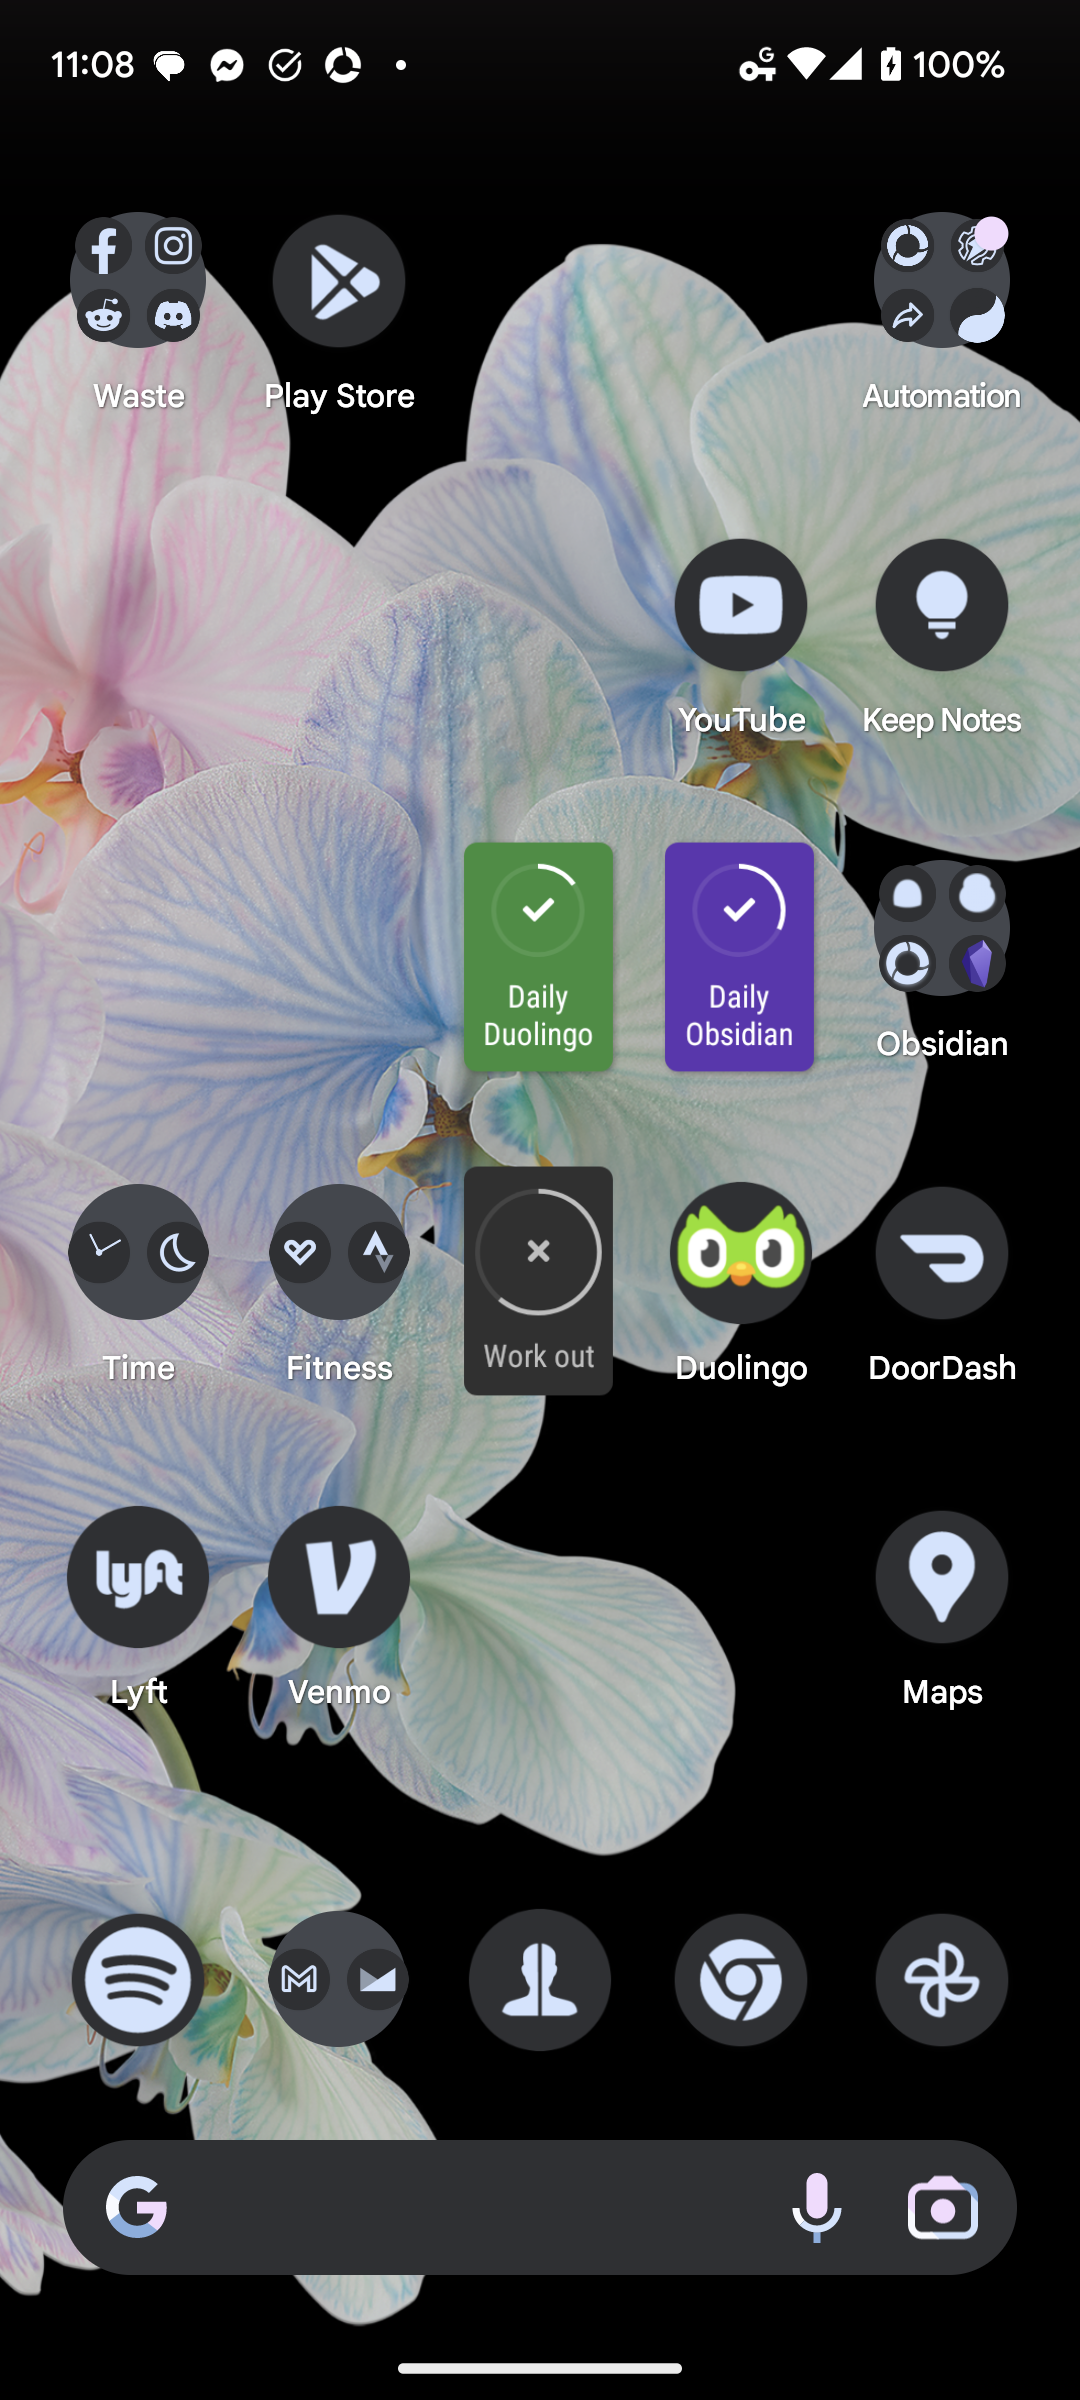 11:08
100%
Waste
Play Store
Automation
YouTube
Keep Notes
Daily
Duolingo
Daily
Obsidian
Obsidian
Time
Fitness
Work out
Duolingo
DoorDash
lyft
Lyft
Venmo
Maps